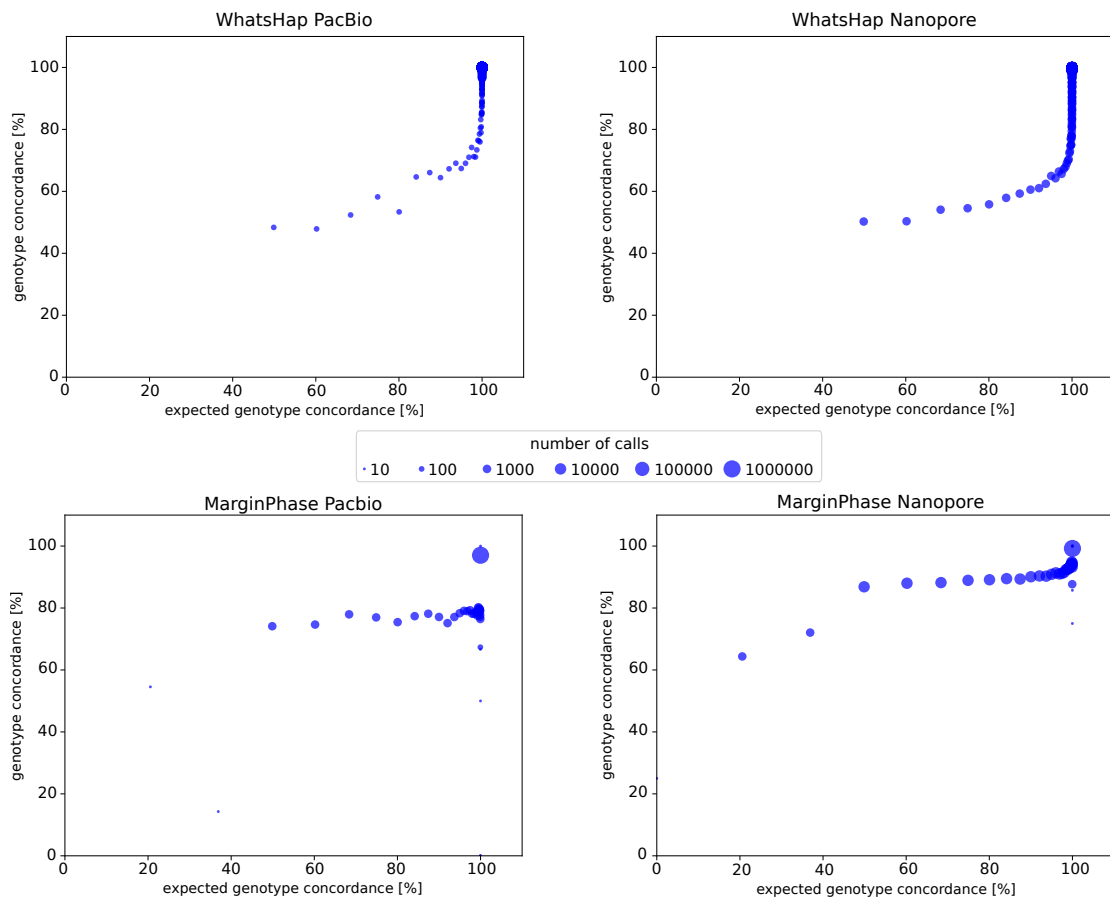 WhatsHap PacBio
WhatsHap Nanopore
genotype concordance [%]
100
80
60
40
20
0
0 20 40 60 80 100
expected genotype concordance [%]
genotype concordance [%]
100
80
60
40
20
0
0 20 40 60 80 100
expected genotype concordance [%]
number of calls
10 100 1000 10000 100000 1000000
MarginPhase Pacbio
MarginPhase Nanopore
genotype concordance [%]
100
80
60
40
20
0
0 20 40 60 80 100
expected genotype concordance [%]
genotype concordance [%]
100
80
60
40
20
0
0 20 40 60 80 100
expected genotype concordance [%]